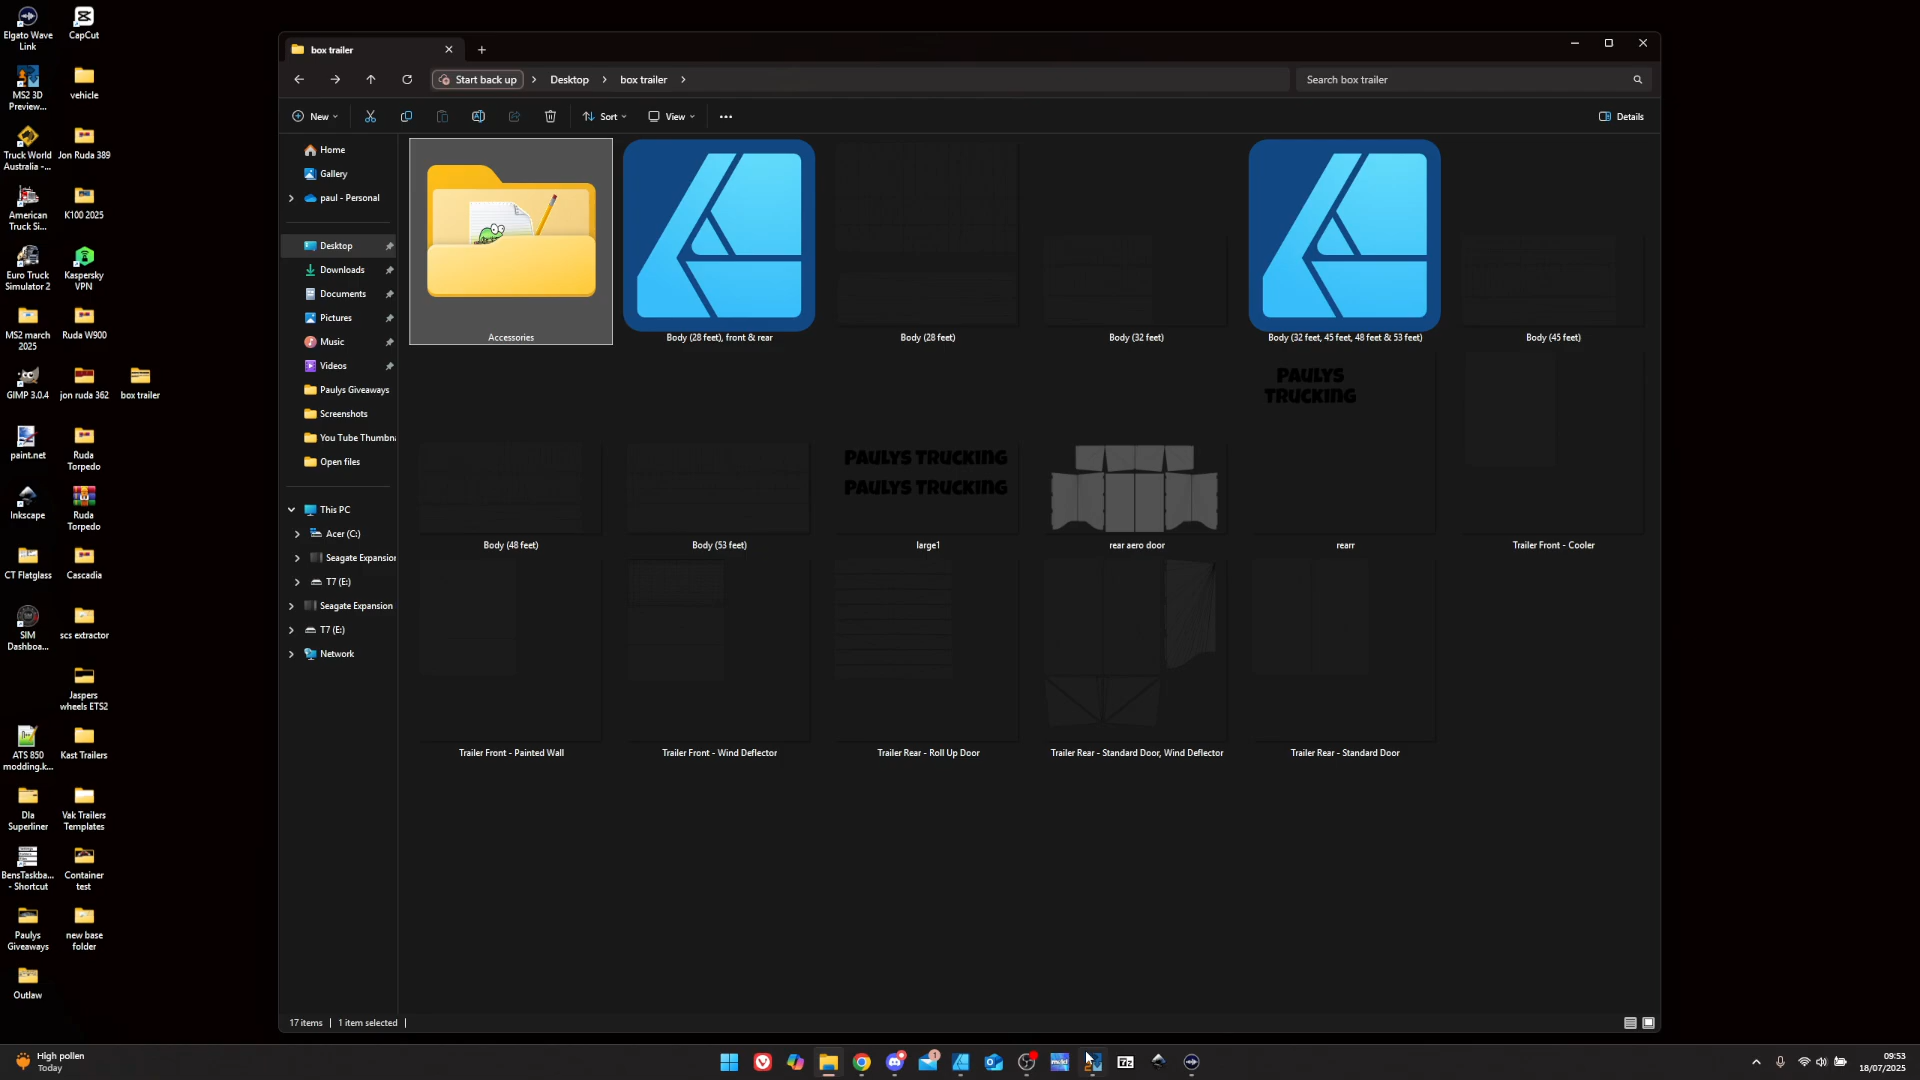 box trailer
Start back up
Desktop
box trailer
Search box trailer
New
Sort
View
Details
Home
Gallery
paul - Personal
Desktop
Downloads
Documents
Pictures
Music
Videos
Paulys Giveaways
Screenshots
You Tube Thumbna
Open files
This PC
Acer (C:)
Seagate Expansion
T7 (E:)
Seagate Expansion
T7 (E:)
Network
Accessories
Body (28 feet), front & rear
Body (28 feet)
Body (32 feet)
Body (32 feet, 45 feet, 48 feet & 53 feet)
Body (45 feet)
PAULYS TRUCKING
PAULYS TRUCKING
PAULYS
TRUCKING
Body (48 feet)
Body (53 feet)
large1
rear aero door
rearr
Trailer Front - Cooler
Trailer Front - Painted Wall
Trailer Front - Wind Deflector
Trailer Rear - Roll Up Door
Trailer Rear - Standard Door, Wind Deflector
Trailer Rear - Standard Door
17 items
1 item selected
Elgato Wave
Link
CapCut
MS2 3D
Preview...
vehicle
Truck World
Australia -...
Jon Ruda 389
American
Truck Si...
K100 2025
Euro Truck
Simulator 2
Kaspersky
VPN
MS2 march
2025
Ruda W900
GIMP 3.0.4
jon ruda 362
box trailer
paint.net
Ruda
Torpedo
Inkscape
Ruda
Torpedo
CT Flatglass
Cascadia
SIM
Dashboa...
scs extractor
Jaspers
wheels ETS2
ATS 850
modding.k...
Kast Trailers
Dla
Superliner
Vak Trailers
Templates
BensTaskba...
- Shortcut
Container
test
Paulys
Giveaways
new base
folder
Outlaw
High pollen
Today
1
7z
09:53
18/07/2025